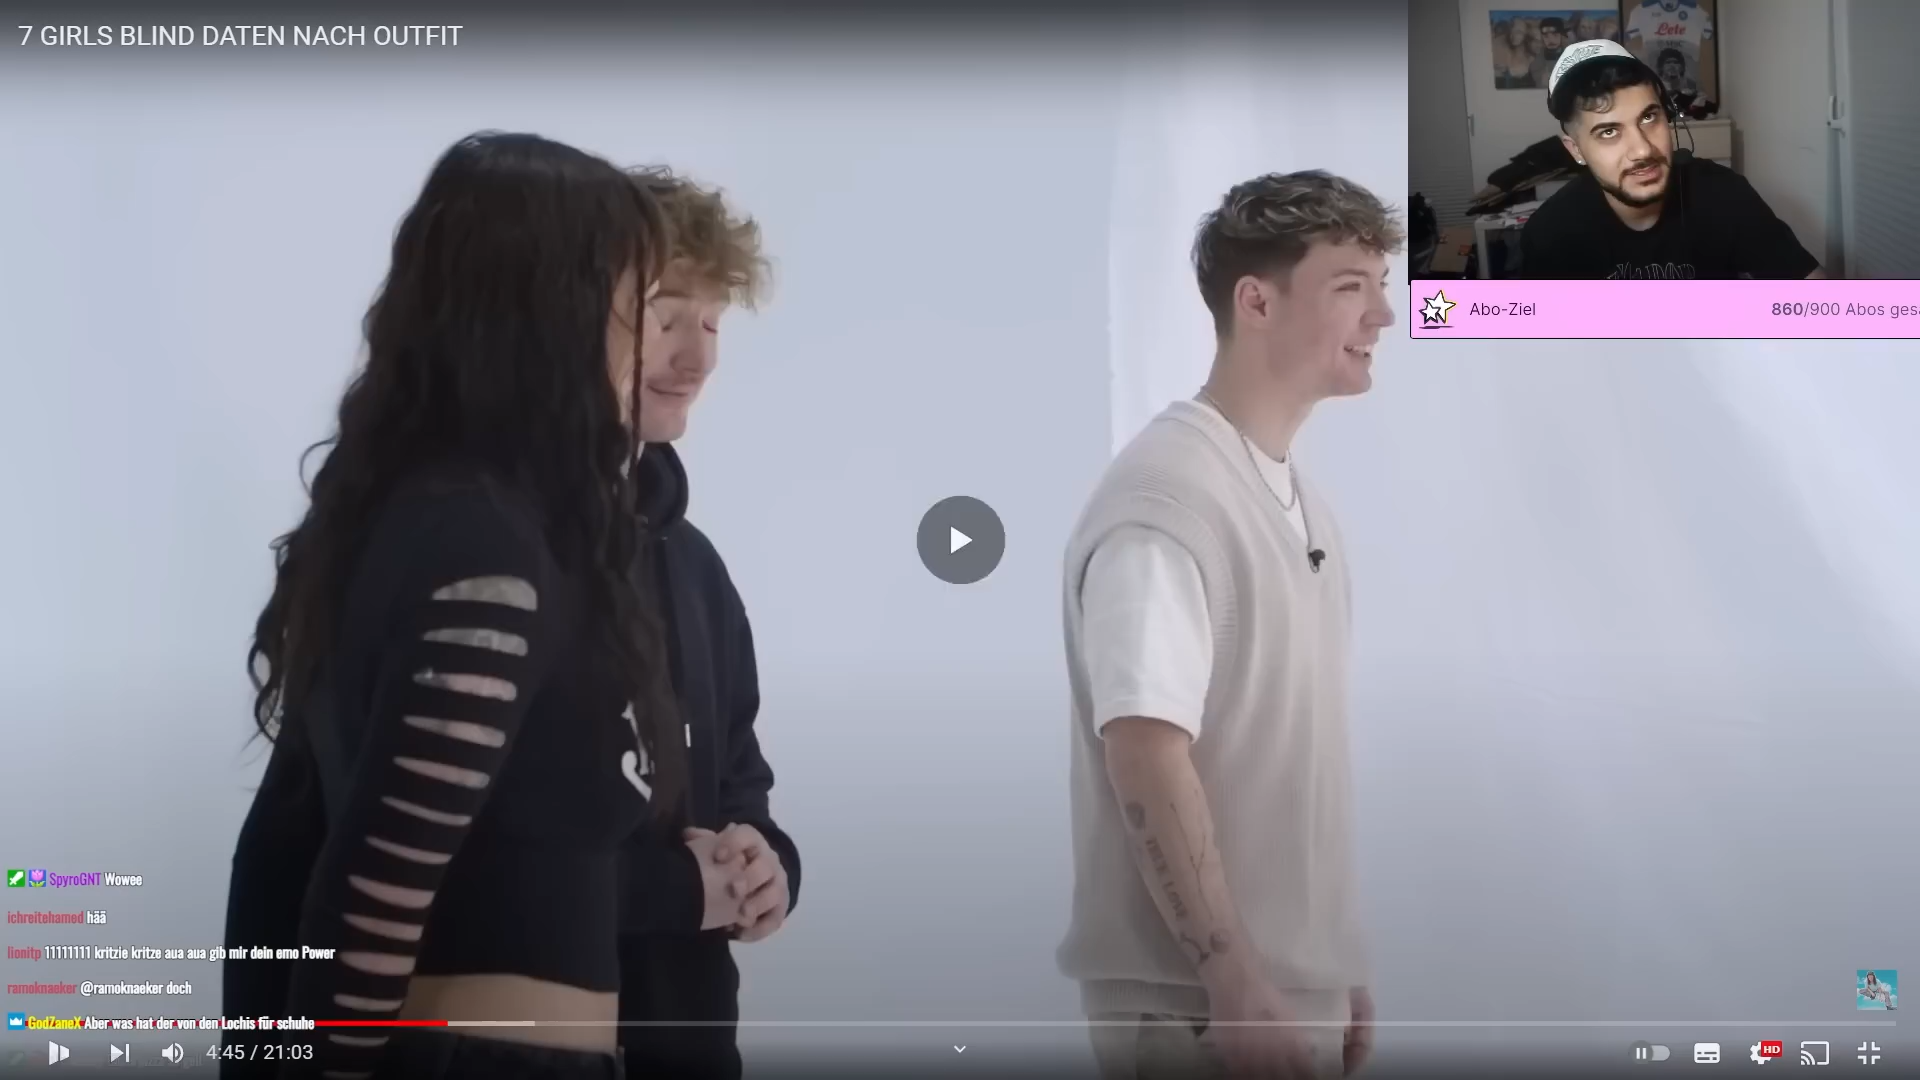 7 GIRLS BLIND DATEN NACH OUTFIT
Lete
Abo-Ziel
860/900 Abos ges
SpyroGNT Wowee
ichreitehamed hää
lionitp 11111111 kritzie kritze aua aua gib mir dein emo Power
ramoknaeker @ramoknaeker doch
GodZaneX Aber was hat der von den Lochis für schuhe
4:45 / 21:03
HD